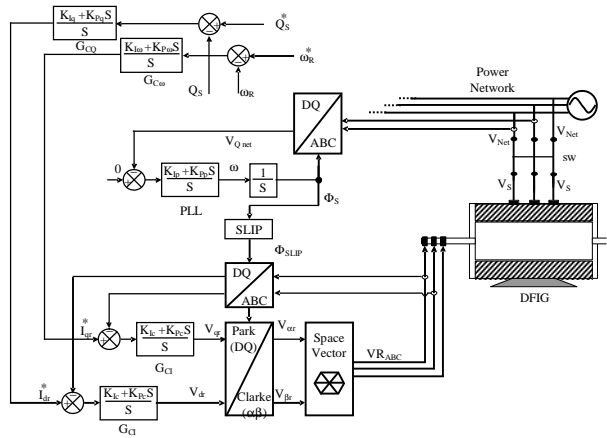 K_Iq + K_Pq S
S
G_CQ
Q_S^*
K_Iω + K_Pω S
S
G_Cω
ω_R^*
Q_S
ω_R
Power
Network
DQ
ABC
V_Q net
V_Net
V_Net
sw
V_S
V_S
0
K_Ip + K_Pp S
S
PLL
ω
1
S
Φ_S
SLIP
Φ_SLIP
DQ
ABC
DFIG
I_qr^*
K_Ic + K_Pc S
S
G_CI
V_qr
Park
(DQ)
Clarke
(αβ)
V_αr
Space
Vector
VR_ABC
I_dr^*
K_Ic + K_Pc S
S
G_CI
V_dr
V_βr